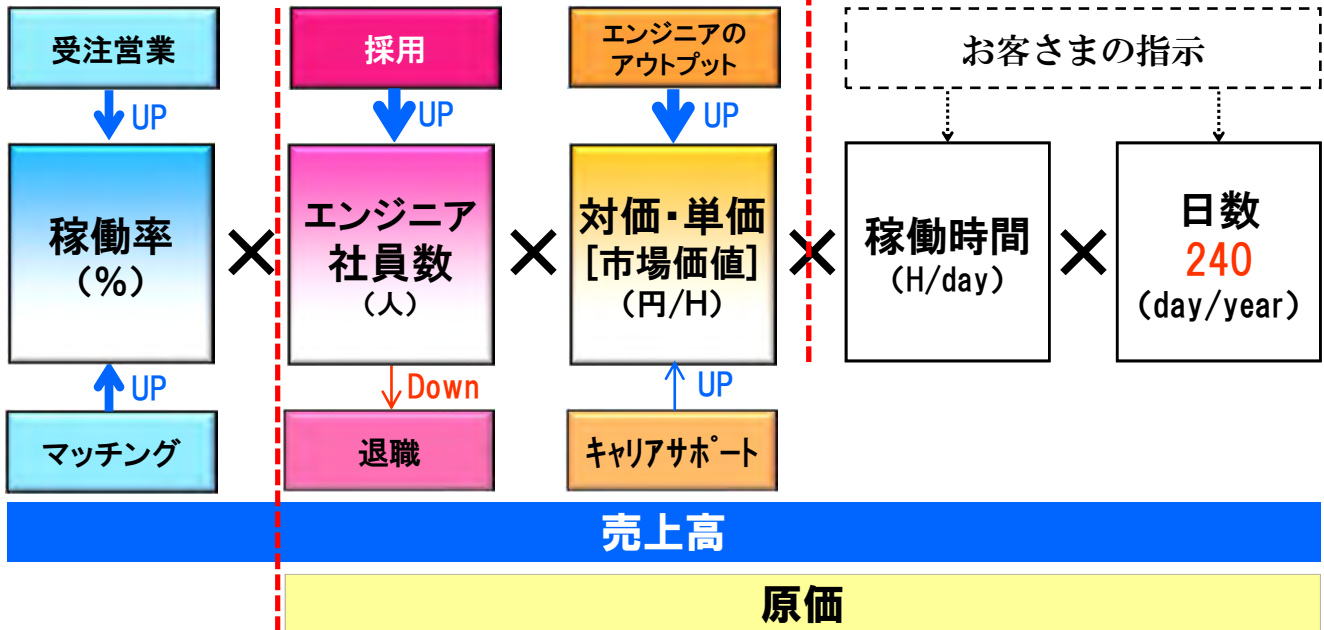 受注営業
採用
エンジニアの
アウトプット
お客さまの指示
UP
UP
UP
稼働率
(%)
×
エンジニア
社員数
(人)
×
対価・単価
[市場価値]
(円/H)
×
稼働時間
(H/day)
×
日数
240
(day/year)
UP
Down
UP
マッチング
退職
キャリアサポート
売上高
原価